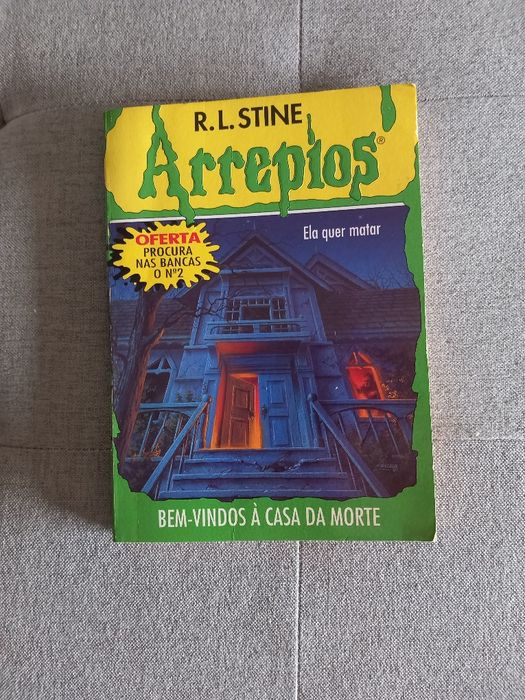 R.L. STINE
Arrepios®
Ela quer matar
OFERTA
PROCURA
NAS BANCAS
O Nº2
BEM-VINDOS À CASA DA MORTE